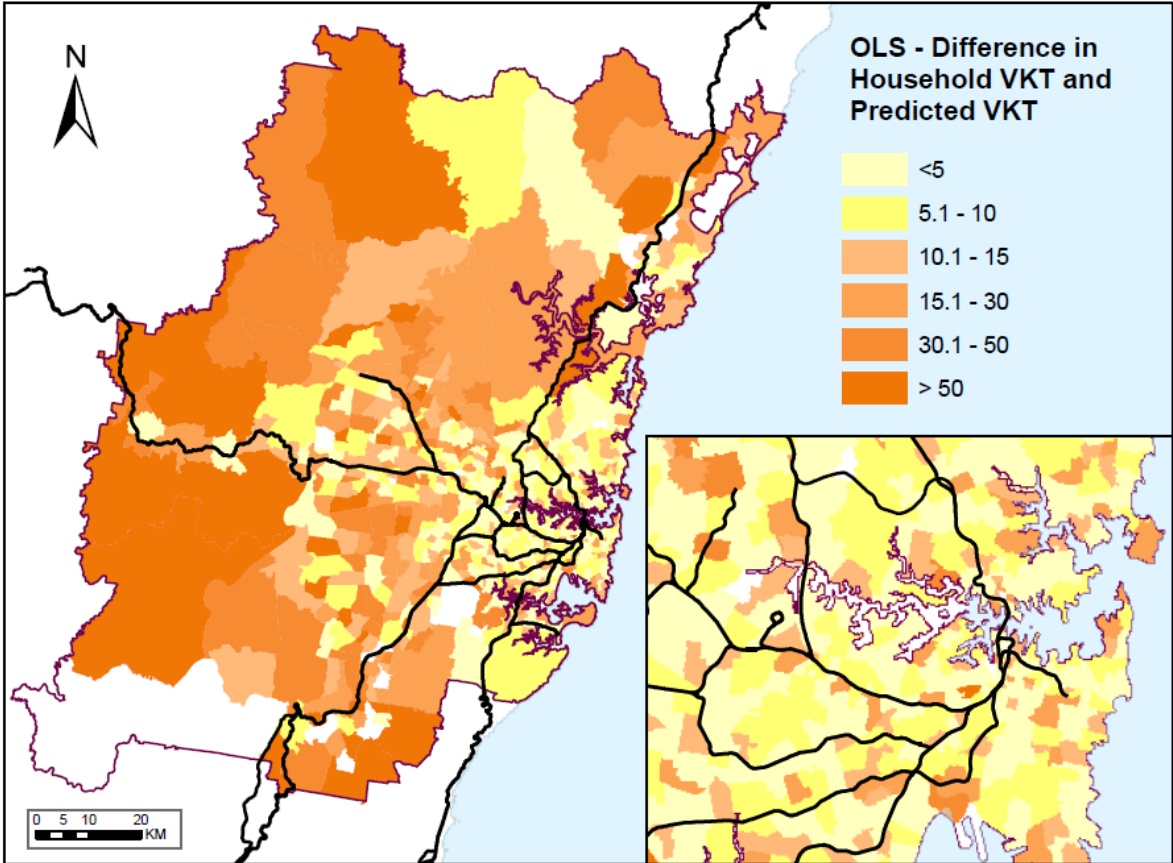 N
OLS - Difference in
Household VKT and
Predicted VKT
<5
5.1 - 10
10.1 - 15
15.1 - 30
30.1 - 50
> 50
0 5 10 20
KM